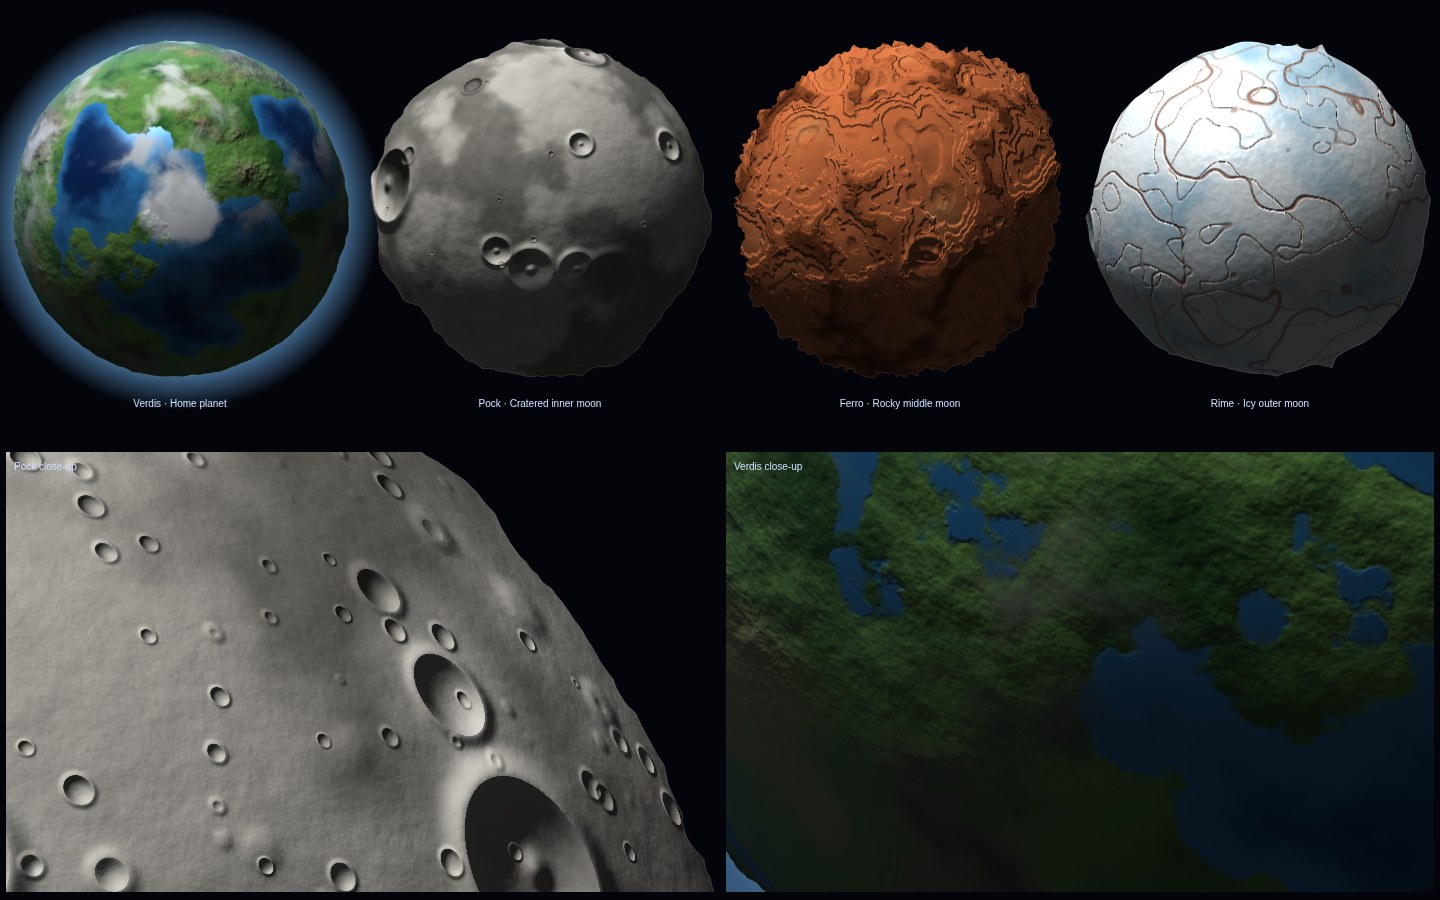 Verdis · Home planet
Pock · Cratered inner moon
Ferro · Rocky middle moon
Rime · Icy outer moon
Pock close-up
Verdis close-up